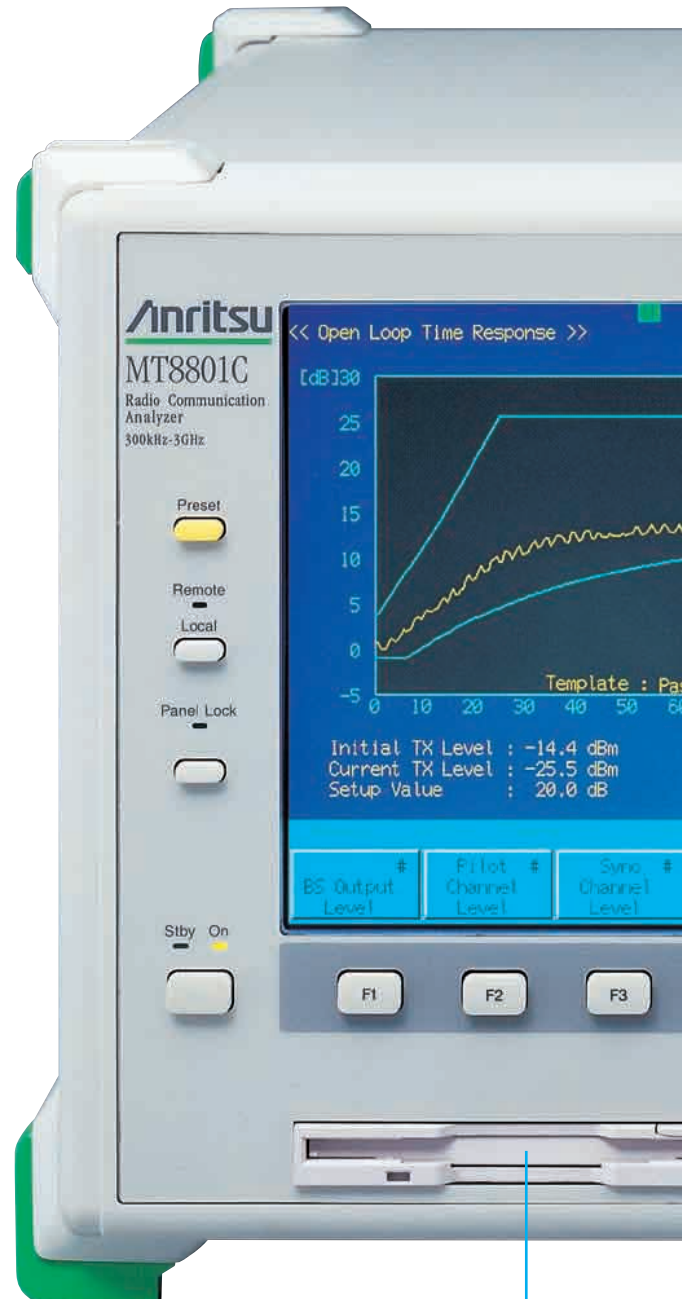 Anritsu
MT8801C
Radio Communication
Analyzer
300kHz-3GHz
Preset
Remote
Local
Panel Lock
Stby On
<< Open Loop Time Response >>
[dB]30
25
20
15
10
5
0
-5
0 10 20 30 40 50
Template :
Initial TX Level : -14.4 dBm
Current TX Level : -25.5 dBm
Setup Value : 20.0 dB
#
BS Output
Level
Pilot #
Channel
Level
Sync #
Channel
Level
F1 F2 F3